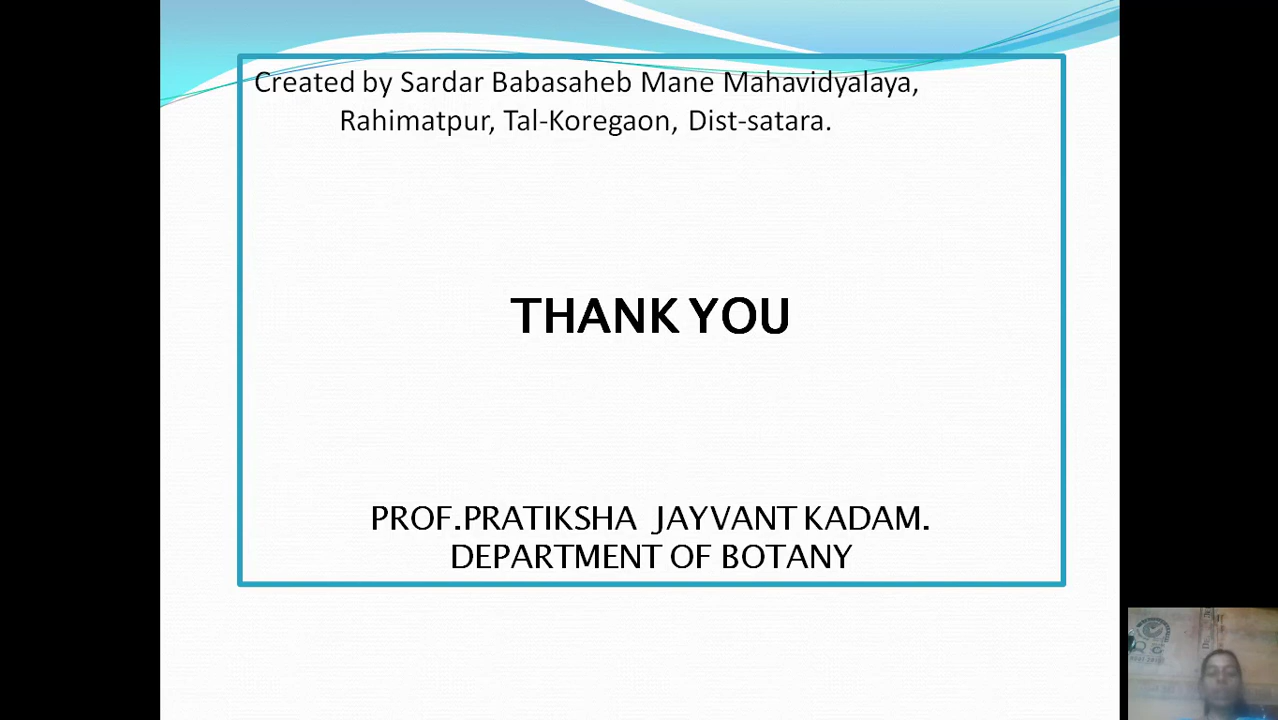 Created by Sardar Babasaheb Mane Mahavidyalaya,
Rahimatpur, Tal-Koregaon, Dist-satara.
THANK YOU
PROF.PRATIKSHA JAYVANT KADAM.
DEPARTMENT OF BOTANY